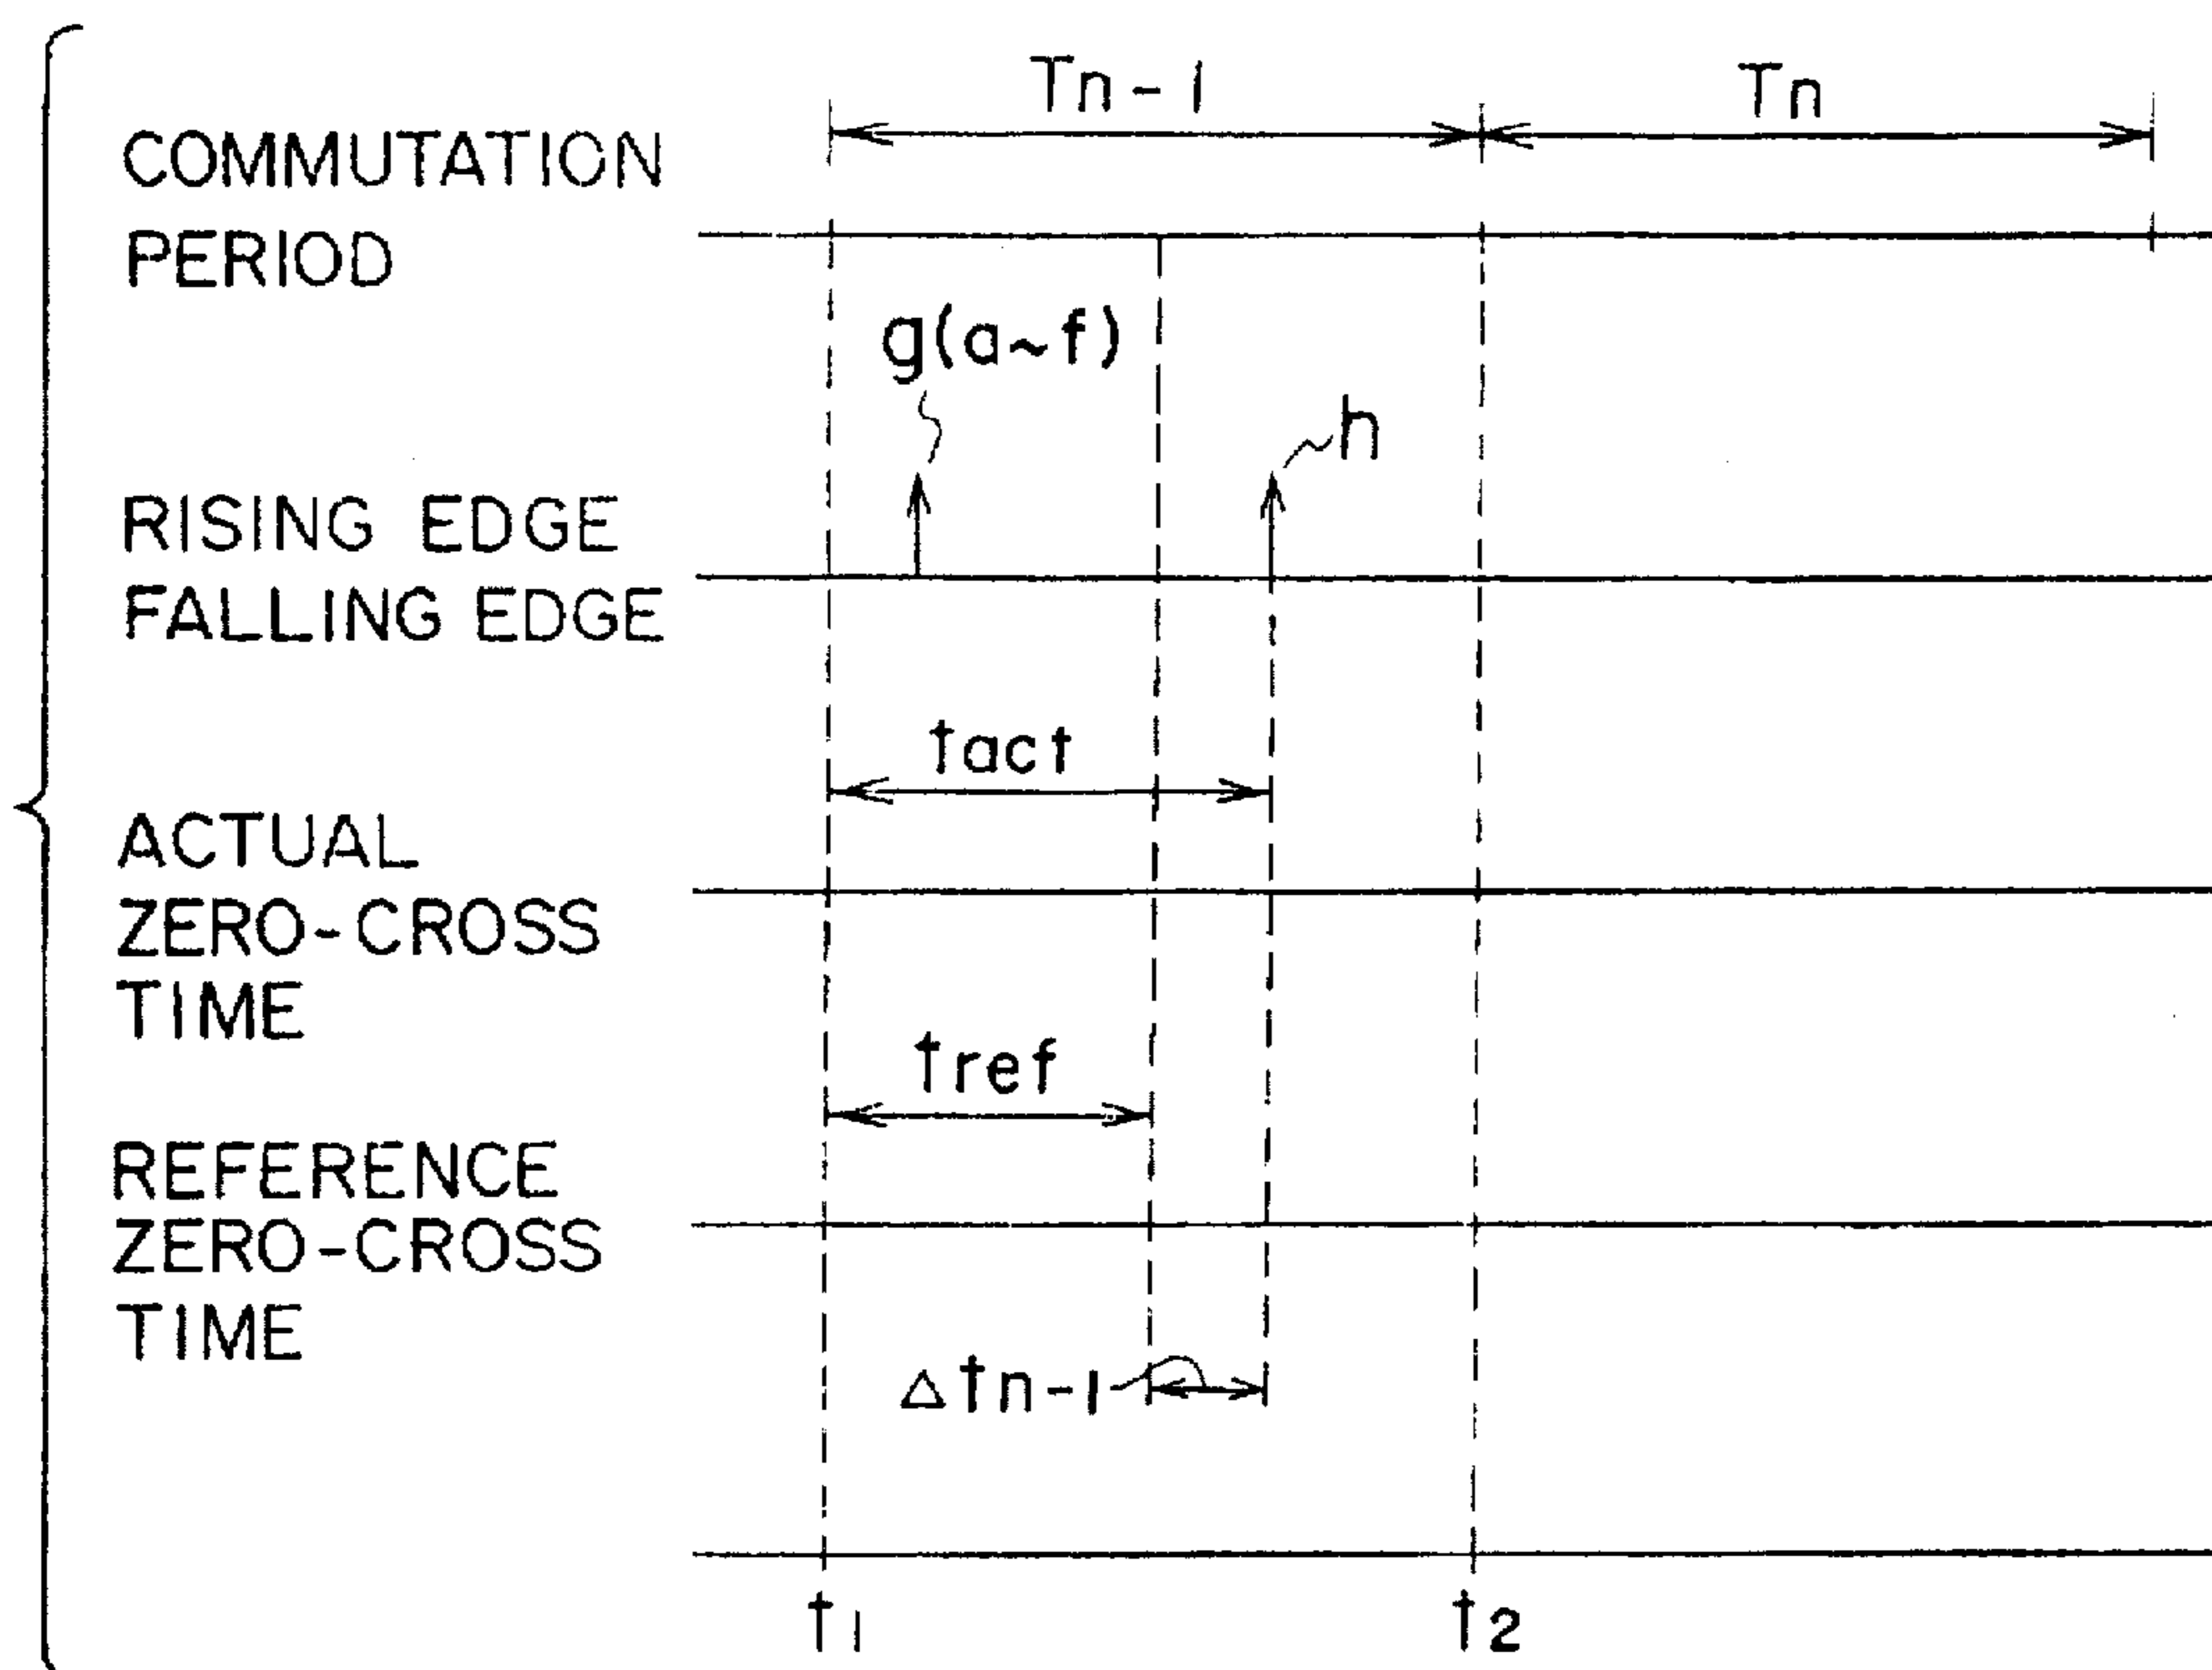 Tn-1
Tn
COMMUTATION
PERIOD
g(a~f)
h
RISING EDGE
FALLING EDGE
tact
ACTUAL
ZERO-CROSS
TIME
tref
REFERENCE
ZERO-CROSS
TIME
Δtn-1
t1
t2